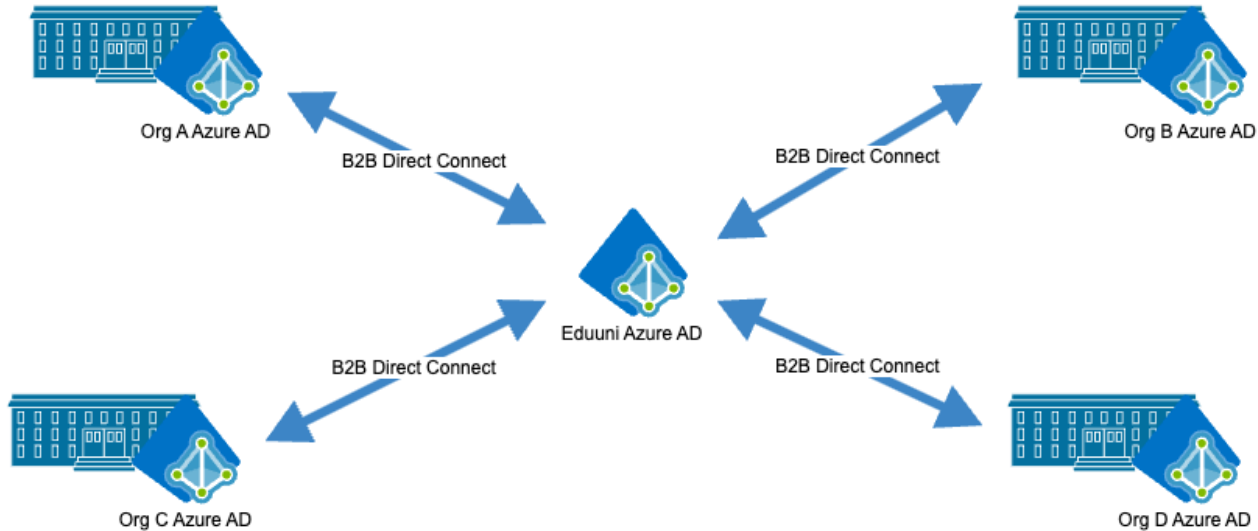 Org A Azure AD
Org B Azure AD
B2B Direct Connect
B2B Direct Connect
Eduuni Azure AD
B2B Direct Connect
B2B Direct Connect
Org C Azure AD
Org D Azure AD